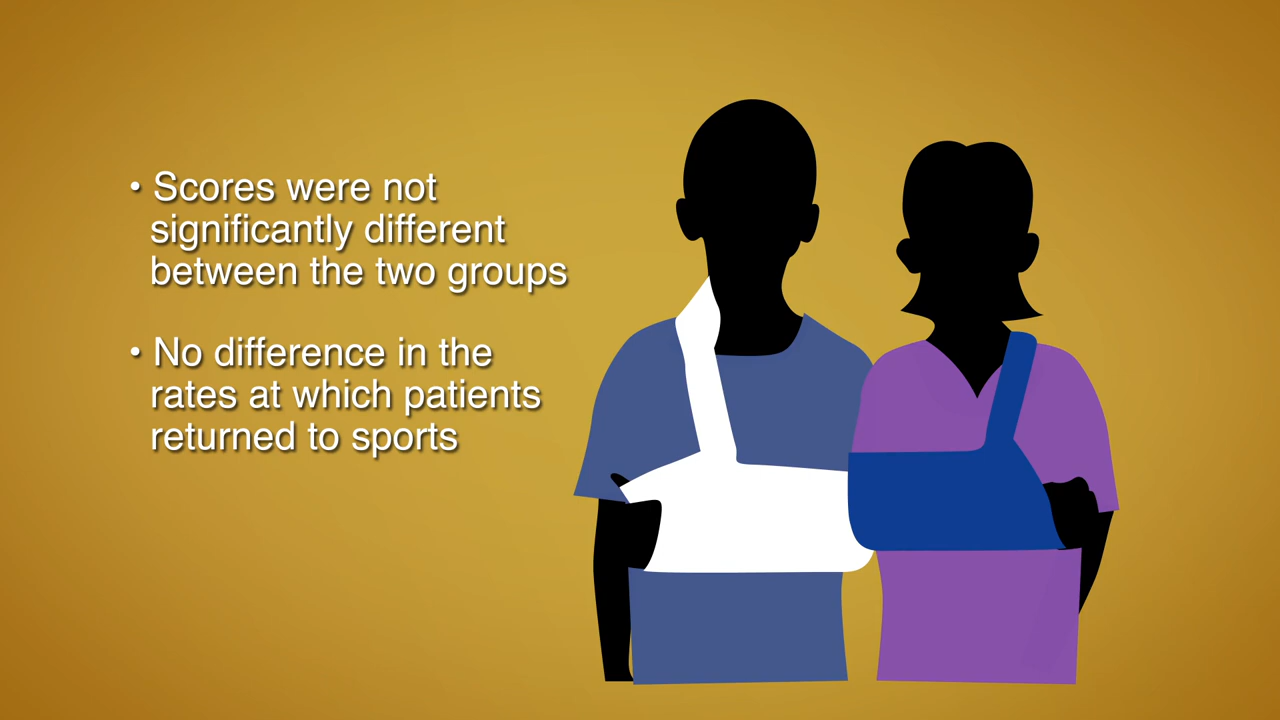 • Scores were not
significantly different
between the two groups
• No difference in the
rates at which patients
returned to sports